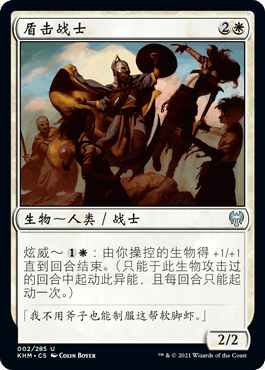 盾击战士 2
生物～人类 / 战士
炫威～1：由你操控的生物得+1/+1
直到回合结束。（只能于此生物攻击过
的回合中起动此异能，且每回合只能起
动一次。）
「我不用斧子也能制服这帮软脚虾。」
2/2
002/285 U
KHM • CS COLIN BOYER
™ & © 2021 Wizards of the Coast